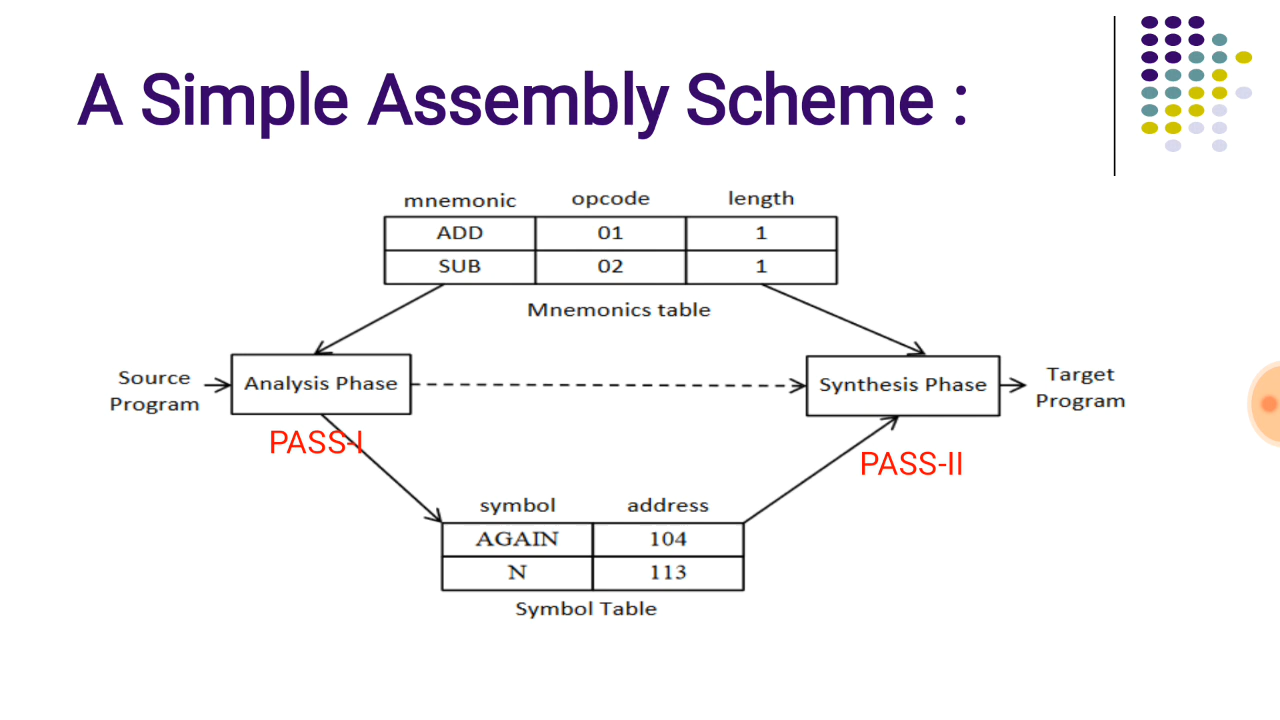 A Simple Assembly Scheme :
mnemonic opcode length
ADD 01 1
SUB 02 1
Mnemonics table
Source
Program
Analysis Phase
Synthesis Phase
Target
Program
PASS-I
PASS-II
symbol address
AGAIN 104
N 113
Symbol Table